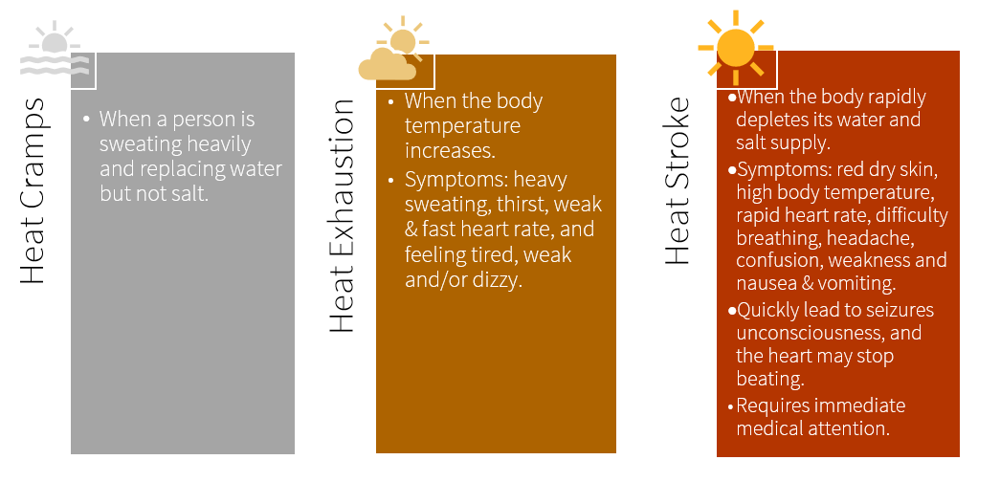 Heat Cramps
• When a person is
sweating heavily
and replacing water
but not salt.
Heat Exhaustion
• When the body
temperature
increases.
• Symptoms: heavy
sweating, thirst, weak
& fast heart rate, and
feeling tired, weak
and/or dizzy.
Heat Stroke
•When the body rapidly
depletes its water and
salt supply.
•Symptoms: red dry skin,
high body temperature,
rapid heart rate, difficulty
breathing, headache,
confusion, weakness and
nausea & vomiting.
•Quickly lead to seizures
unconsciousness, and
the heart may stop
beating.
•Requires immediate
medical attention.